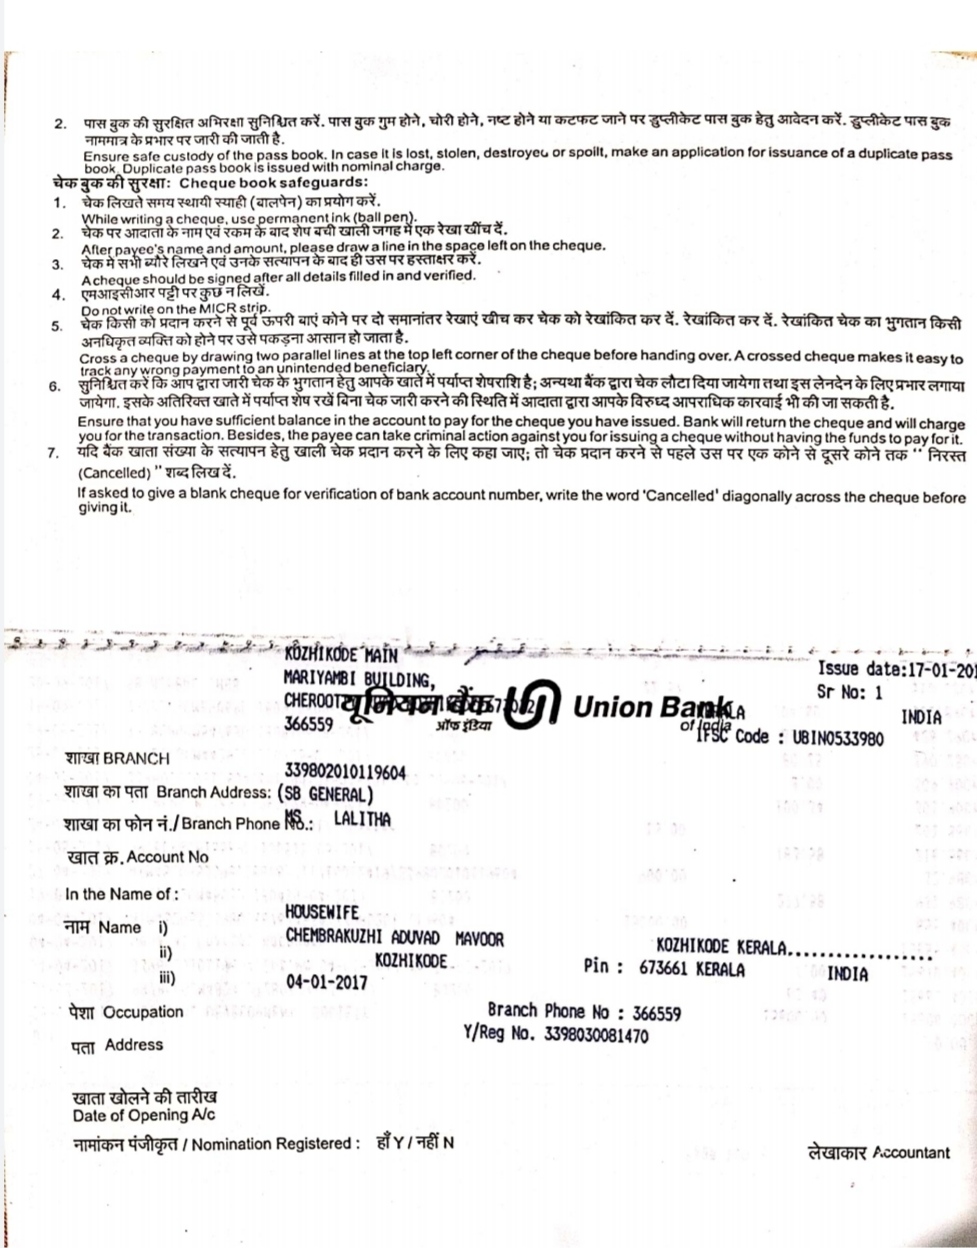 2. पास बुक की सुरक्षित अभिरक्षा सुनिश्चित करें. पास बुक गुम होने, चोरी होने, नष्ट होने या कटफट जाने पर डुप्लीकेट पास बुक हेतु आवेदन करें. डुप्लीकेट पास बुक
नाममात्र के प्रभार पर जारी की जाती है.
Ensure safe custody of the pass book. In case it is lost, stolen, destroyed or spoilt, make an application for issuance of a duplicate pass
book. Duplicate pass book is issued with nominal charge.
चेक बुक की सुरक्षा: Cheque book safeguards:
1. चेक लिखते समय स्थायी स्याही (बालपेन) का प्रयोग करें.
While writing a cheque, use permanent ink (ball pen).
2. चेक पर आदाता के नाम एवं रकम के बाद शेष बची खाली जगह में एक रेखा खींच दें.
After payee's name and amount, please draw a line in the space left on the cheque.
3. चेक मे सभी ब्यौरे लिखने एवं उनके सत्यापन के बाद ही उस पर हस्ताक्षर करें.
A cheque should be signed after all details filled in and verified.
4. एमआइसीआर पट्टी पर कुछ न लिखें.
Do not write on the MICR strip.
5. चेक किसी को प्रदान करने से पूर्व ऊपरी बाएं कोने पर दो समानांतर रेखाएं खीच कर चेक को रेखांकित कर दें. रेखांकित कर दें. रेखांकित चेक का भुगतान किसी
अनधिकृत व्यक्ति को होने पर उसे पकड़ना आसान हो जाता है.
Cross a cheque by drawing two parallel lines at the top left corner of the cheque before handing over. A crossed cheque makes it easy to
track any wrong payment to an unintended beneficiary.
6. सुनिश्चित करें कि आप द्वारा जारी चेक के भुगतान हेतु आपके खाते में पर्याप्त शेषराशि है; अन्यथा बैंक द्वारा चेक लौटा दिया जायेगा तथा इस लेनदेन के लिए प्रभार लगाया
जायेगा. इसके अतिरिक्त खाते में पर्याप्त शेष रखें बिना चेक जारी करने की स्थिति में आदाता द्वारा आपके विरुध्द आपराधिक कारवाई भी की जा सकती है.
Ensure that you have sufficient balance in the account to pay for the cheque you have issued. Bank will return the cheque and will charge
you for the transaction. Besides, the payee can take criminal action against you for issuing a cheque without having the funds to pay for it.
7. यदि बैंक खाता संख्या के सत्यापन हेतु खाली चेक प्रदान करने के लिए कहा जाए; तो चेक प्रदान करने से पहले उस पर एक कोने से दूसरे कोने तक " निरस्त
(Cancelled) " शब्द लिख दें.
If asked to give a blank cheque for verification of bank account number, write the word 'Cancelled' diagonally across the cheque before
giving it.
KOZHIKODE MAIN
MARIYAMBI BUILDING,
Issue date:17-01-201
Sr No: 1
यूनियन बैंक Union Bank
ऑफ इंडिया of India
INDIA
366559
IFSC Code : UBIN0533980
शाखा BRANCH
339802010119604
शाखा का पता Branch Address: (SB GENERAL)
शाखा का फोन नं./ Branch Phone No.: MS. LALITHA
खात क्र. Account No
In the Name of :
HOUSEWIFE
नाम Name i)
CHEMBRAKUZHI ADUVAD MAVOOR
KOZHIKODE KERALA..................
ii)
KOZHIKODE
Pin : 673661 KERALA INDIA
iii)
04-01-2017
पेशा Occupation
Branch Phone No : 366559
Y/Reg No. 3398030081470
पता Address
खाता खोलने की तारीख
Date of Opening A/c
नामांकन पंजीकृत / Nomination Registered : हाँ Y / नहीं N
लेखाकार Accountant